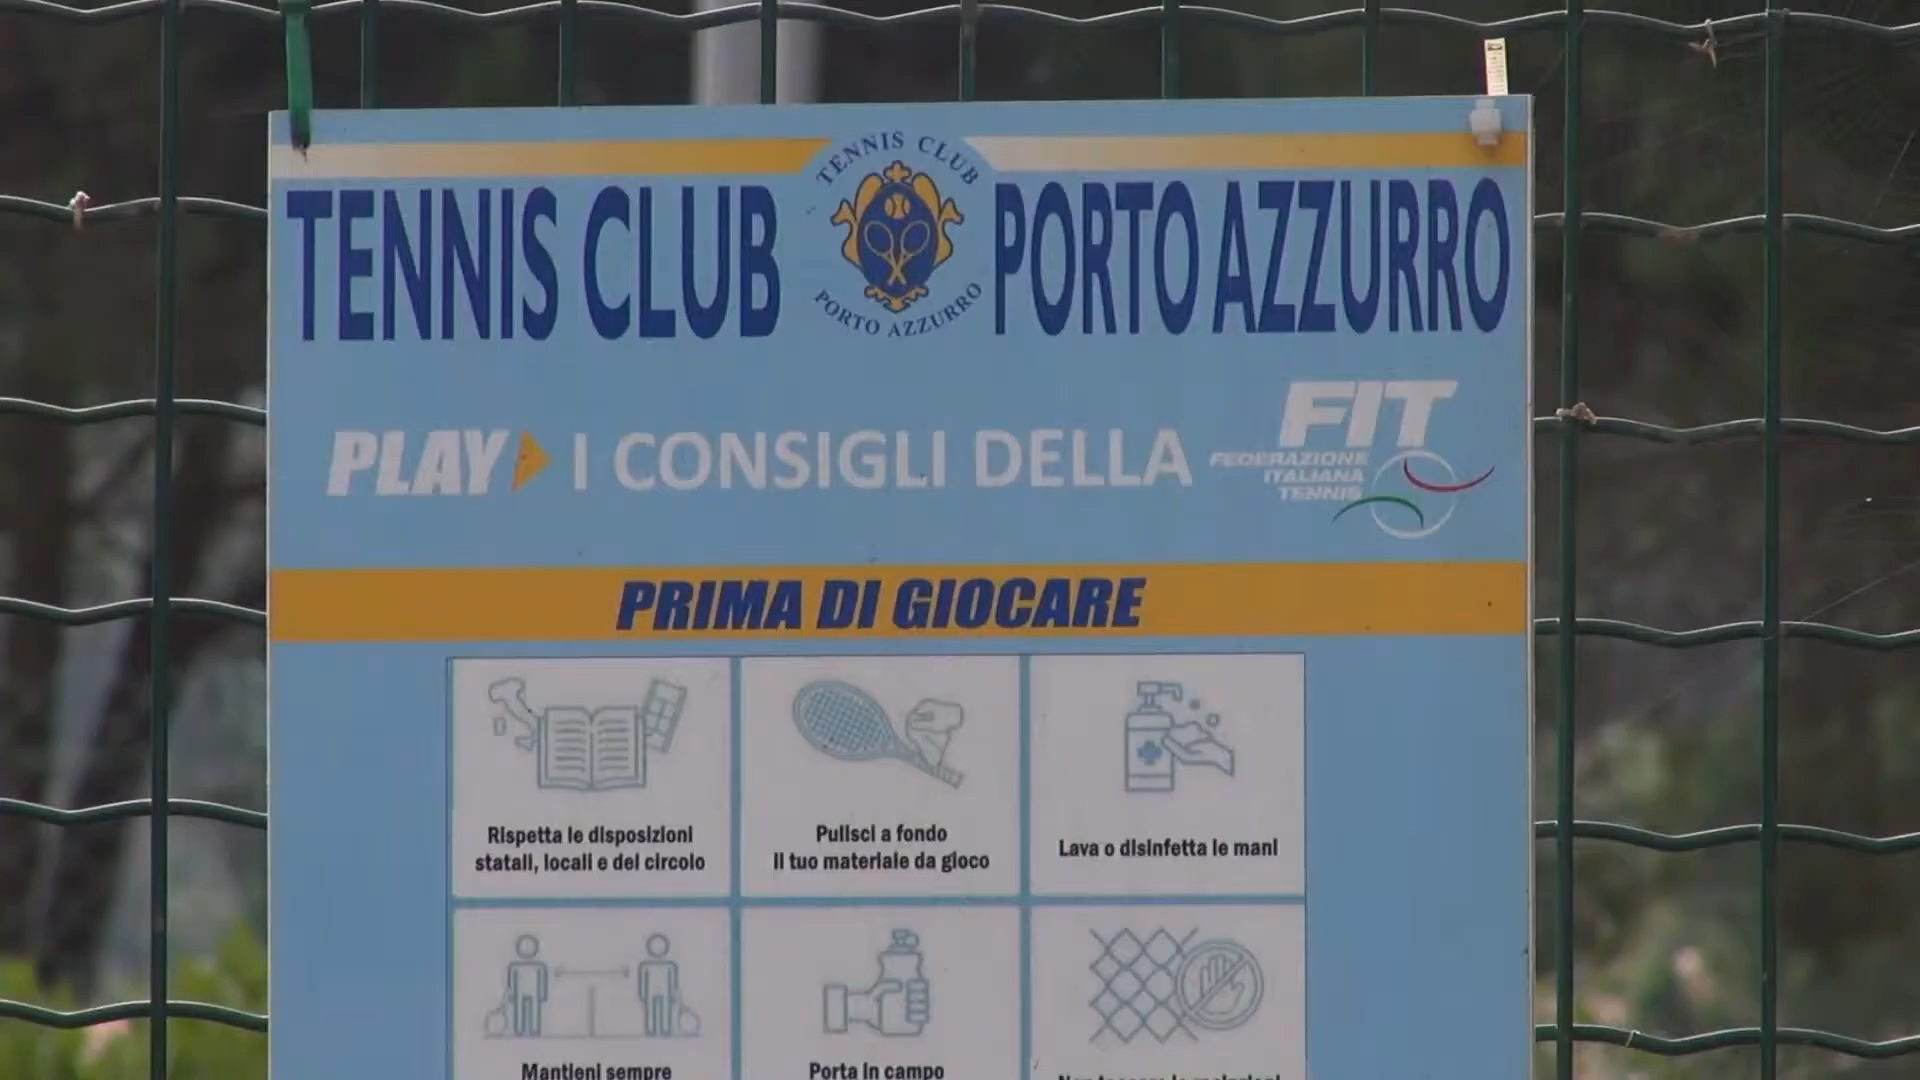 TENNIS CLUB
TENNIS CLUB PORTO AZZURRO
PORTO AZZURRO
PLAY I CONSIGLI DELLA
FIT
FEDERAZIONE
ITALIANA
TENNIS
PRIMA DI GIOCARE
Rispetta le disposizioni
statali, locali e del circolo
Pulisci a fondo
il tuo materiale da gioco
Lava o disinfetta le mani
Mantieni sempre
Porta in campo